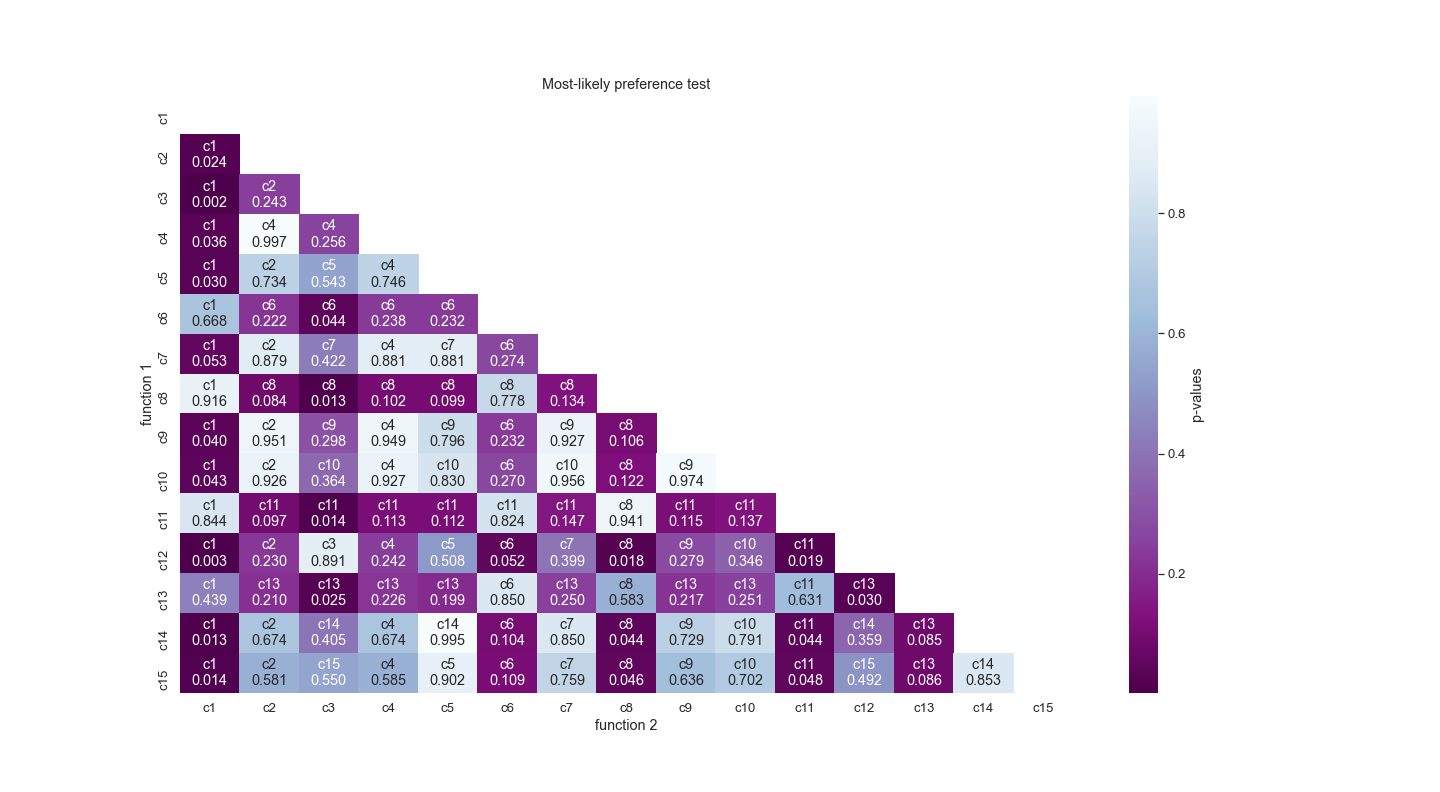 Most-likely preference test
c1
c2 c1
0.024
c3 c1 c2
0.002 0.243
c4 c1 c4 c4
0.036 0.997 0.256
c5 c1 c2 c5 c4
0.030 0.734 0.543 0.746
c6 c1 c6 c6 c6 c6
0.668 0.222 0.044 0.238 0.232
c7 c1 c2 c7 c4 c7 c6
0.053 0.879 0.422 0.881 0.881 0.274
c8 c1 c8 c8 c8 c8 c8 c8
0.916 0.084 0.013 0.102 0.099 0.778 0.134
c9 c1 c2 c9 c4 c9 c6 c9 c8
0.040 0.951 0.298 0.949 0.796 0.232 0.927 0.106
c10 c1 c2 c10 c4 c10 c6 c10 c8 c9
0.043 0.926 0.364 0.927 0.830 0.270 0.956 0.122 0.974
c11 c1 c11 c11 c11 c11 c11 c11 c8 c11 c11
0.844 0.097 0.014 0.113 0.112 0.824 0.147 0.941 0.115 0.137
c12 c1 c2 c3 c4 c5 c6 c7 c8 c9 c10 c11
0.003 0.230 0.891 0.242 0.508 0.052 0.399 0.018 0.279 0.346 0.019
c13 c1 c13 c13 c13 c13 c6 c13 c8 c13 c13 c11 c13
0.439 0.210 0.025 0.226 0.199 0.850 0.250 0.583 0.217 0.251 0.631 0.030
c14 c1 c2 c14 c4 c14 c6 c7 c8 c9 c10 c11 c14 c13
0.013 0.674 0.405 0.674 0.995 0.104 0.850 0.044 0.729 0.791 0.044 0.359 0.085
c15 c1 c2 c15 c4 c5 c6 c7 c8 c9 c10 c11 c15 c13 c14
0.014 0.581 0.550 0.585 0.902 0.109 0.759 0.046 0.636 0.702 0.048 0.492 0.086 0.853
c1 c2 c3 c4 c5 c6 c7 c8 c9 c10 c11 c12 c13 c14 c15
function 2
function 1
0.8
0.6
0.4
0.2
p-values